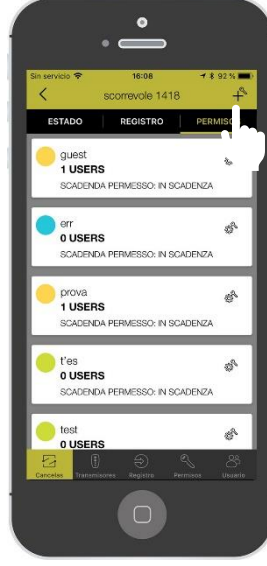 Sin servicio 16:08 92 %
scorrevole 1418
ESTADO REGISTRO PERMISO
guest
1 USERS
SCADENDA PERMESSO: IN SCADENZA
err
0 USERS
SCADENDA PERMESSO: IN SCADENZA
prova
1 USERS
SCADENDA PERMESSO: IN SCADENZA
t'es
0 USERS
SCADENDA PERMESSO: IN SCADENZA
test
0 USERS
Cancelas Transmisores Registro Permisos Usuario